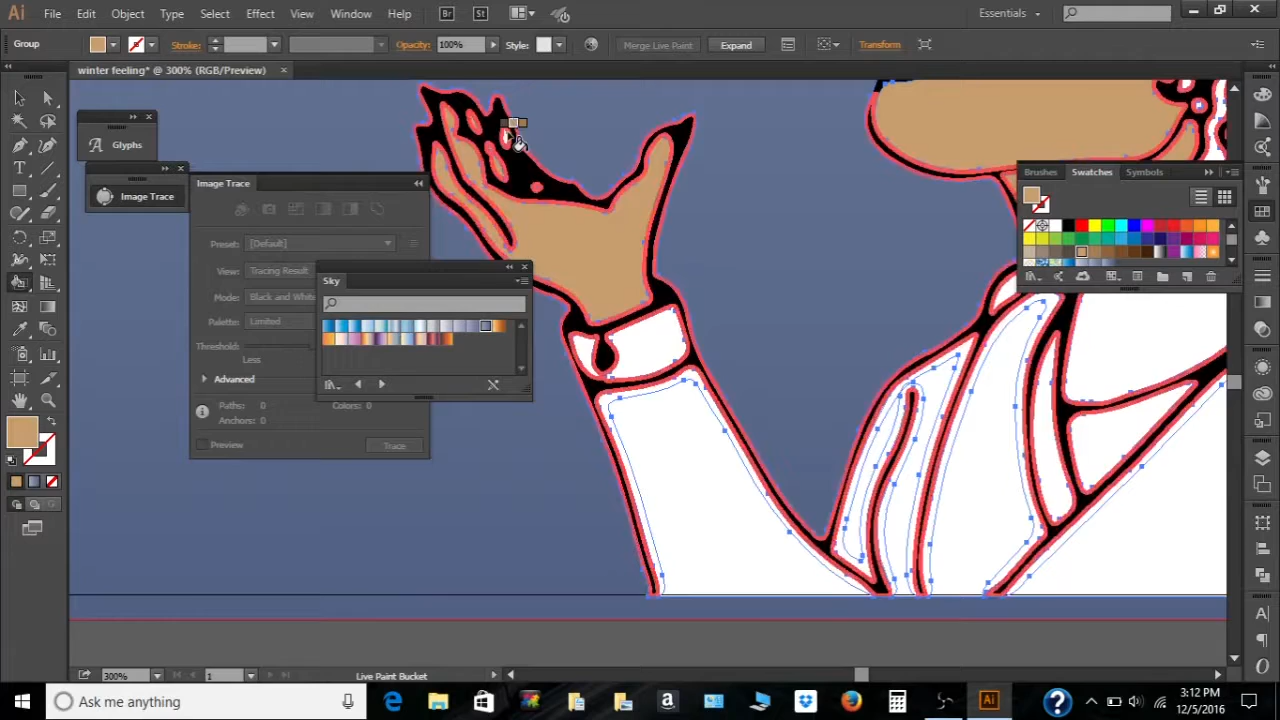 Ai File Edit Object Type Select Effect View Window Help Br St Essentials
Group Stroke: Opacity: 100% Style: Merge Live Paint Expand Transform
winter feeling* @ 300% (RGB/Preview)
Glyphs
Image Trace
Image Trace
Preset: [Default]
View: Tracing Result
Mode: Black and White
Palette: Limited
Threshold:
Less
Advanced
Paths: 0 Colors: 0
Anchors: 0
Preview Trace
Sky
Brushes Swatches Symbols
300% 1 Live Paint Bucket
Ask me anything
3:12 PM
12/5/2016